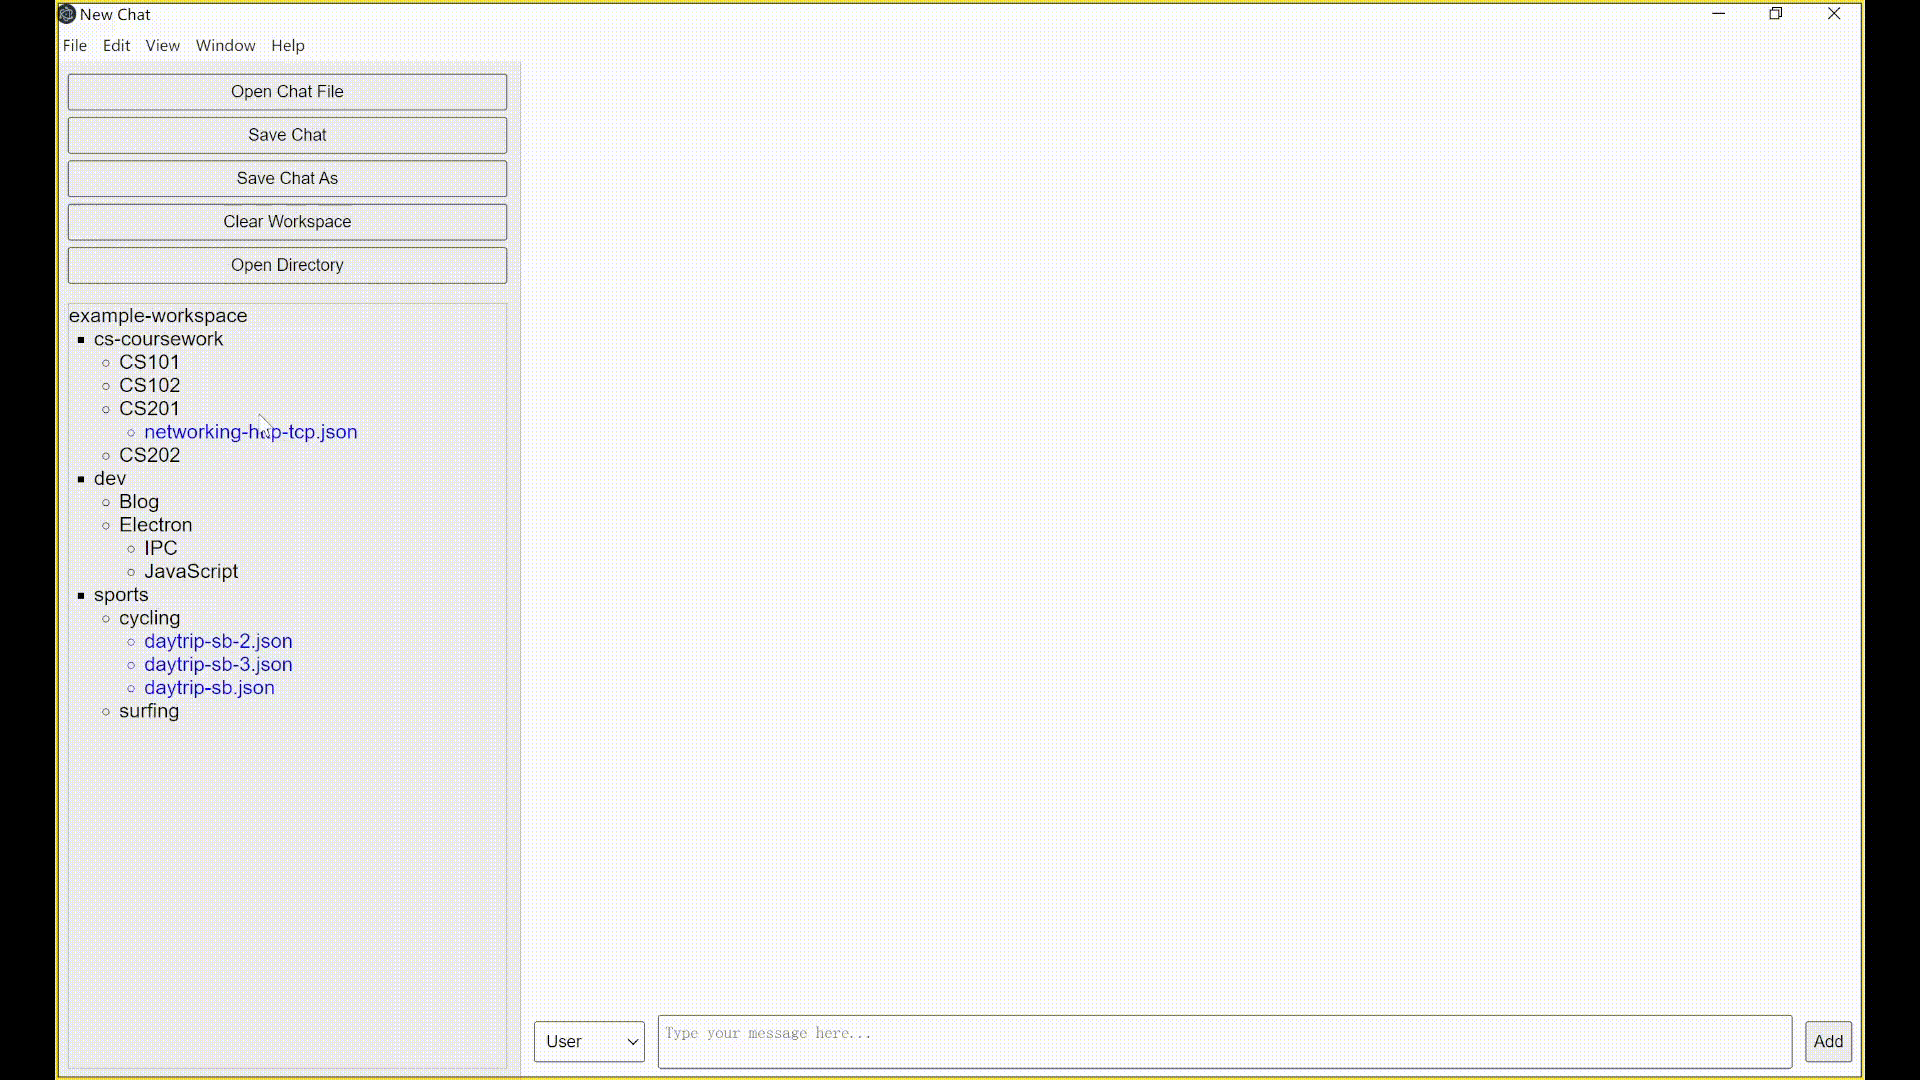 New Chat
File Edit View Window Help
Open Chat File
Save Chat
Save Chat As
Clear Workspace
Open Directory
example-workspace
cs-coursework
CS101
CS102
CS201
networking-http-tcp.json
CS202
dev
Blog
Electron
IPC
JavaScript
sports
cycling
daytrip-sb-2.json
daytrip-sb-3.json
daytrip-sb.json
surfing
User
Type your message here...
Add